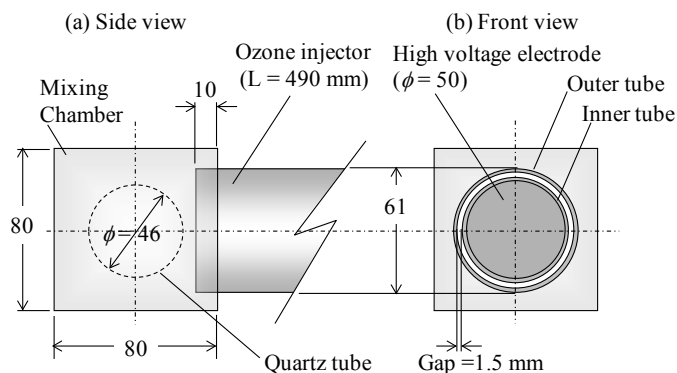 (a) Side view
(b) Front view
Ozone injector
(L = 490 mm)
High voltage electrode
(ϕ = 50)
Outer tube
Inner tube
Mixing
Chamber
10
80
ϕ = 46
61
80
Quartz tube
Gap =1.5 mm